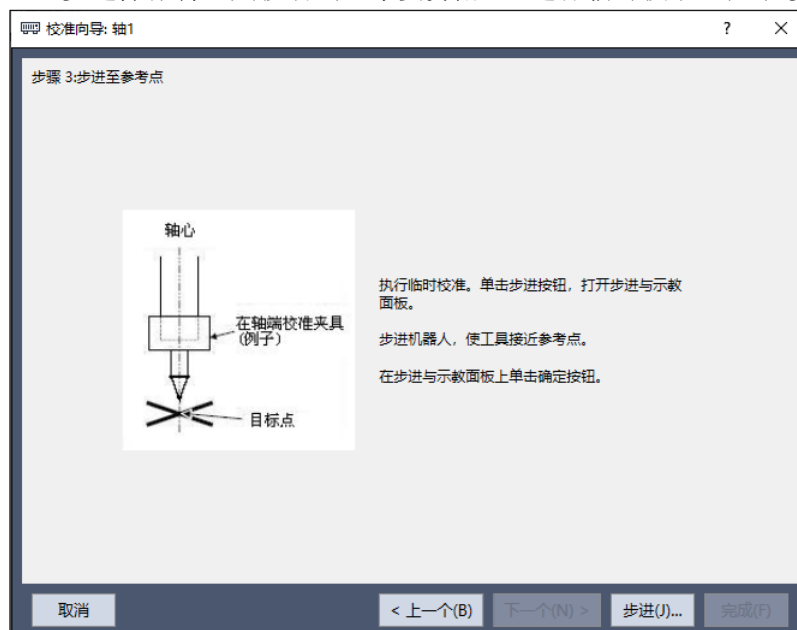 校准向导: 轴1
步骤 3:步进至参考点
轴心
在轴端校准夹具
(例子)
目标点
执行临时校准。单击步进按钮，打开步进与示教
面板。
步进机器人，使工具接近参考点。
在步进与示教面板上单击确定按钮。
取消
< 上一个(B)
下一个(N) >
步进(J)...
完成(F)